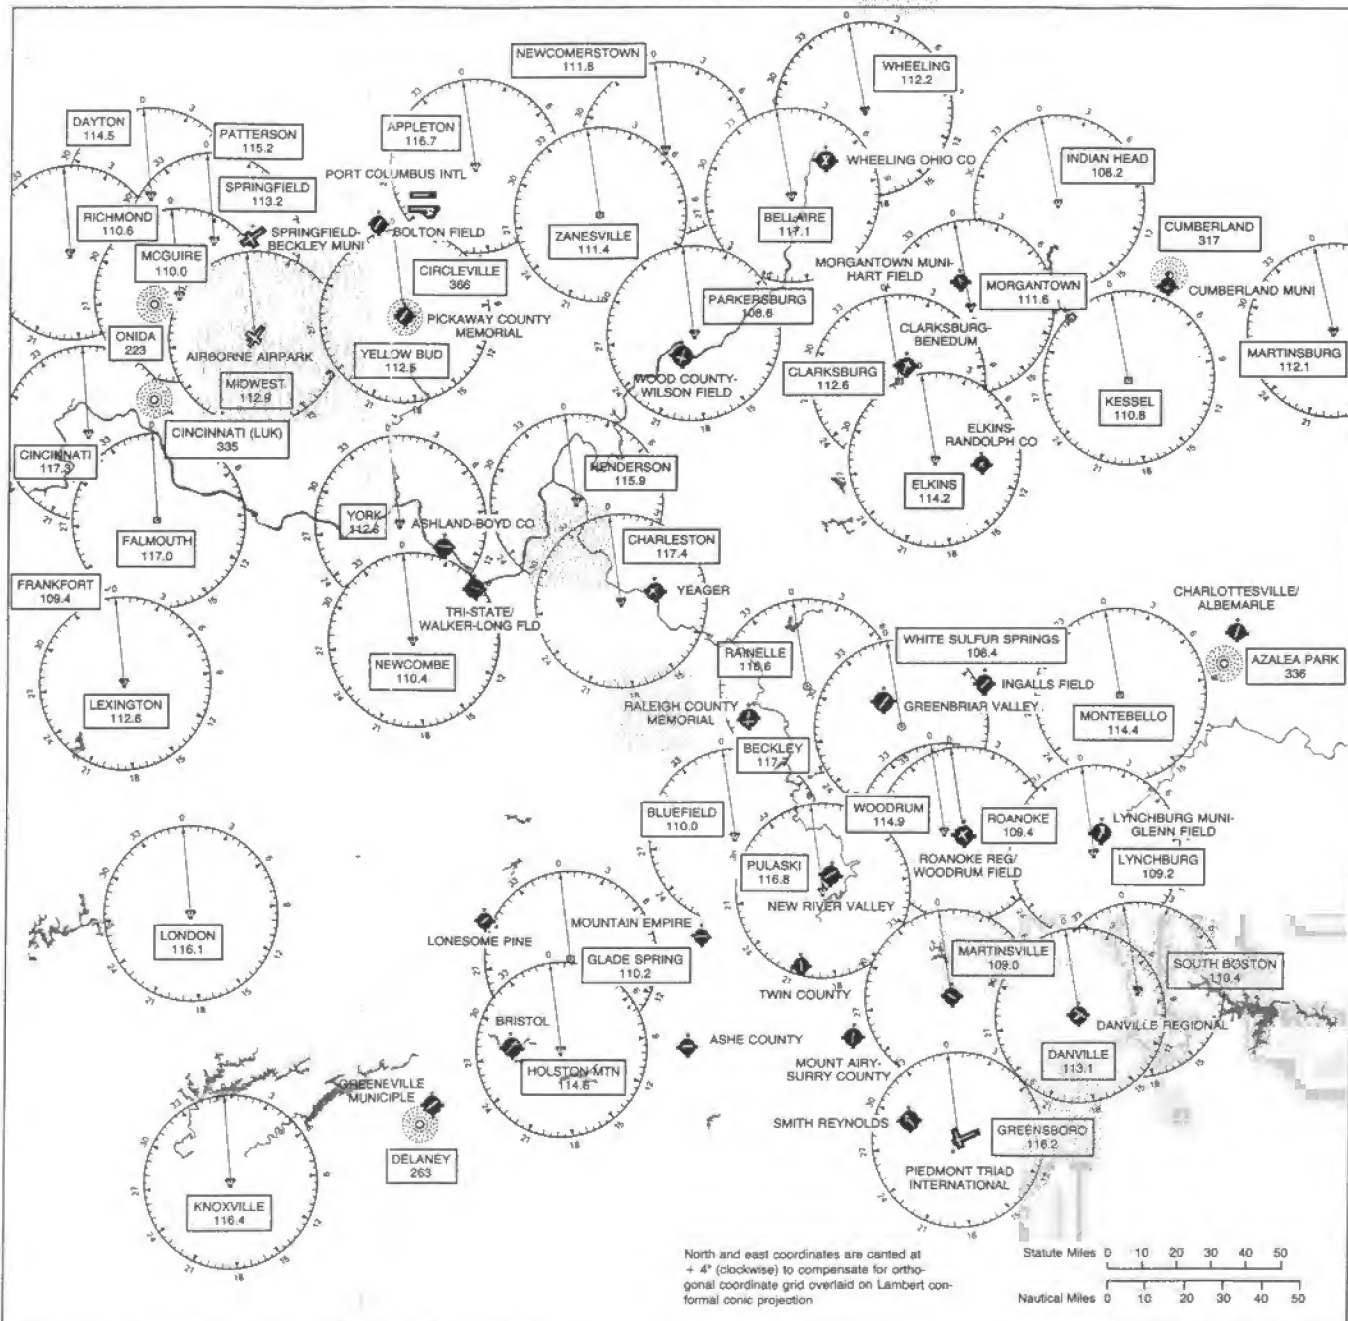 NEWCOMERSTOWN
111.8
WHEELING
112.2
DAYTON
114.5
PATTERSON
115.2
APPLETON
116.7
WHEELING OHIO CO
INDIAN HEAD
108.2
PORT COLUMBUS INTL
SPRINGFIELD
113.2
RICHMOND
110.6
SPRINGFIELD-
BECKLEY MUNI
BOLTON FIELD
ZANESVILLE
111.4
BELLAIRE
117.1
CUMBERLAND
317
MCGUIRE
110.0
CIRCLEVILLE
366
MORGANTOWN MUNI-
HART FIELD
MORGANTOWN
111.6
CUMBERLAND MUNI
PICKAWAY COUNTY
MEMORIAL
PARKERSBURG
108.6
ONIDA
223
AIRBORNE AIRPARK
YELLOW BUD
112.5
CLARKSBURG-
BENEDUM
MARTINSBURG
112.1
MIDWEST
112.9
WOOD COUNTY-
WILSON FIELD
CLARKSBURG
112.6
KESSEL
110.8
CINCINNATI (LUK)
335
ELKINS-
RANDOLPH CO
CINCINNATI
117.3
HENDERSON
115.9
ELKINS
114.2
YORK
112.8
ASHLAND-BOYD CO
FALMOUTH
117.0
CHARLESTON
117.4
FRANKFORT
109.4
TRI-STATE/
WALKER-LONG FLD
YEAGER
CHARLOTTESVILLE/
ALBEMARLE
NEWCOMBE
110.4
RAINELLE
116.6
WHITE SULFUR SPRINGS
108.4
AZALEA PARK
336
LEXINGTON
112.6
INGALLS FIELD
RALEIGH COUNTY
MEMORIAL
GREENBRIAR VALLEY
MONTEBELLO
114.4
BECKLEY
117.7
BLUEFIELD
110.0
WOODRUM
114.9
ROANOKE
109.4
LYNCHBURG MUNI-
GLENN FIELD
PULASKI
116.8
ROANOKE REG/
WOODRUM FIELD
LYNCHBURG
109.2
NEW RIVER VALLEY
LONDON
116.1
LONESOME PINE
MOUNTAIN EMPIRE
GLADE SPRING
110.2
MARTINSVILLE
109.0
SOUTH BOSTON
110.4
TWIN COUNTY
BRISTOL
ASHE COUNTY
DANVILLE REGIONAL
HOLSTON MTN
114.6
MOUNT AIRY-
SURRY COUNTY
DANVILLE
113.1
GREENEVILLE
MUNICIPLE
SMITH REYNOLDS
GREENSBORO
116.2
DELANEY
263
PIEDMONT TRIAD
INTERNATIONAL
KNOXVILLE
116.4
North and east coordinates are canted at
+ 4° (clockwise) to compensate for ortho-
gonal coordinate grid overlaid on Lambert con-
formal conic projection
Statute Miles 0 10 20 30 40 50
Nautical Miles 0 10 20 30 40 50